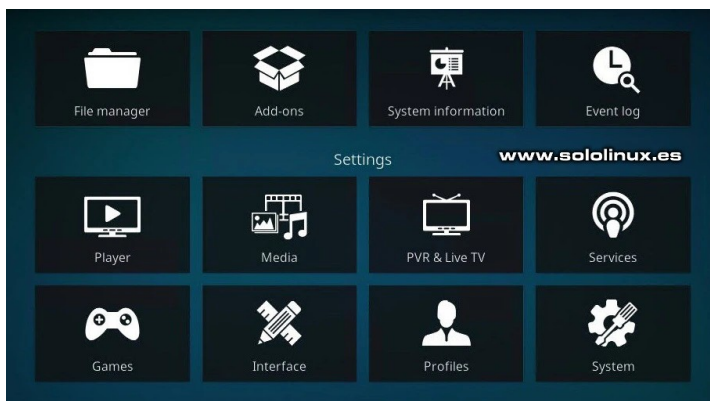 File manager
Add-ons
System information
Event log
Settings
www.sololinux.es
Player
Media
PVR & Live TV
Services
Games
Interface
Profiles
System